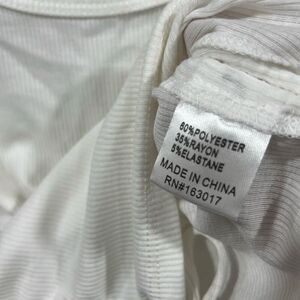 60%POLYESTER
35%RAYON
5%ELASTANE
MADE IN CHINA
RN#163017